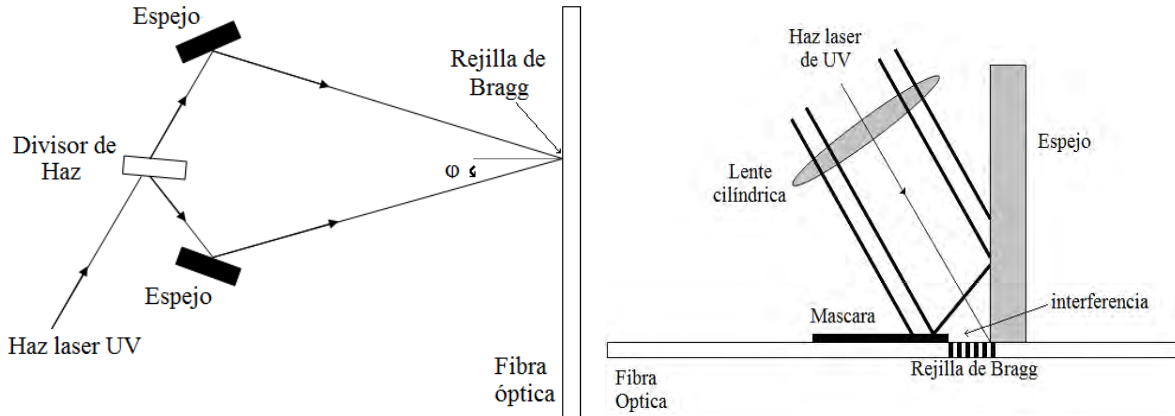 Espejo
Rejilla de
Bragg
Divisor de
Haz
φ
Espejo
Haz laser UV
Fibra
óptica
Haz laser
de UV
Espejo
Lente
cilíndrica
interferencia
Mascara
Rejilla de Bragg
Fibra
Optica